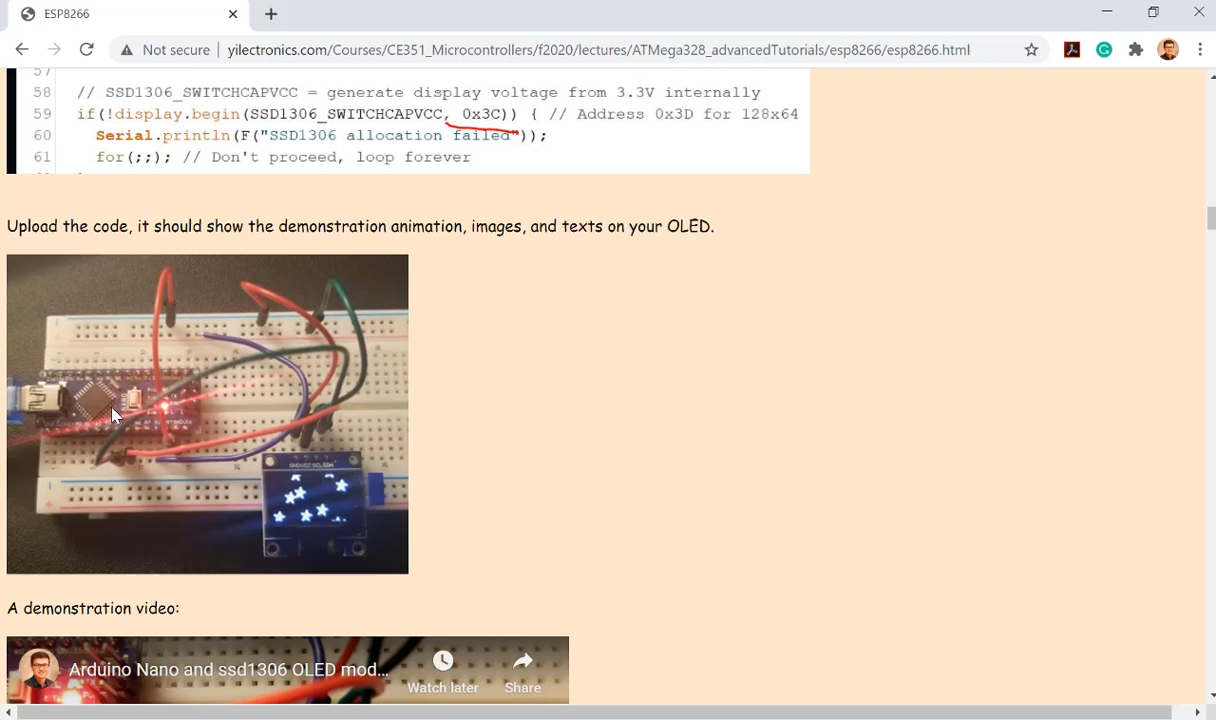 ESP8266
Not secure yilectronics.com/Courses/CE351_Microcontrollers/f2020/lectures/ATMega328_advancedTutorials/esp8266/esp8266.html
57
58 // SSD1306_SWITCHCAPVCC = generate display voltage from 3.3V internally
59 if(!display.begin(SSD1306_SWITCHCAPVCC, 0x3C)) { // Address 0x3D for 128x64
60 Serial.println(F("SSD1306 allocation failed"));
61 for(;;); // Don't proceed, loop forever
Upload the code, it should show the demonstration animation, images, and texts on your OLED.
A demonstration video:
Arduino Nano and ssd1306 OLED mod...
Watch later Share